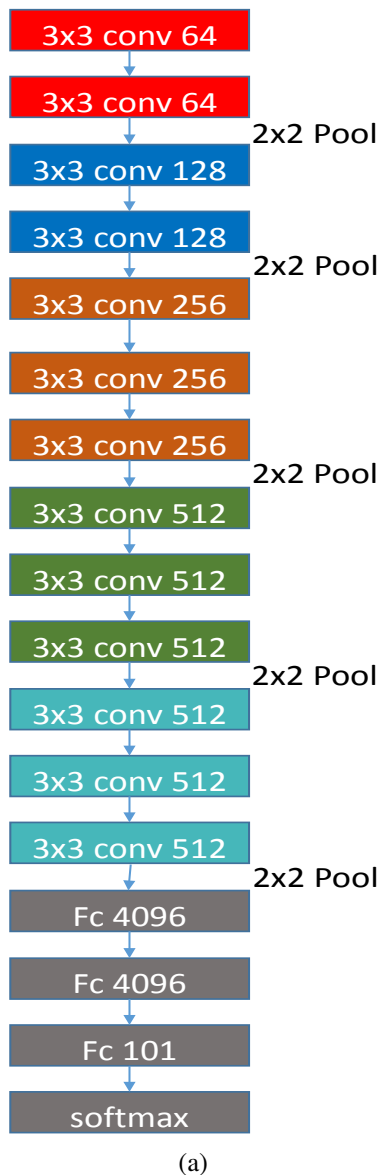 3x3 conv 64
3x3 conv 64
2x2 Pool
3x3 conv 128
3x3 conv 128
2x2 Pool
3x3 conv 256
3x3 conv 256
3x3 conv 256
2x2 Pool
3x3 conv 512
3x3 conv 512
3x3 conv 512
2x2 Pool
3x3 conv 512
3x3 conv 512
3x3 conv 512
2x2 Pool
Fc 4096
Fc 4096
Fc 101
softmax
(a)